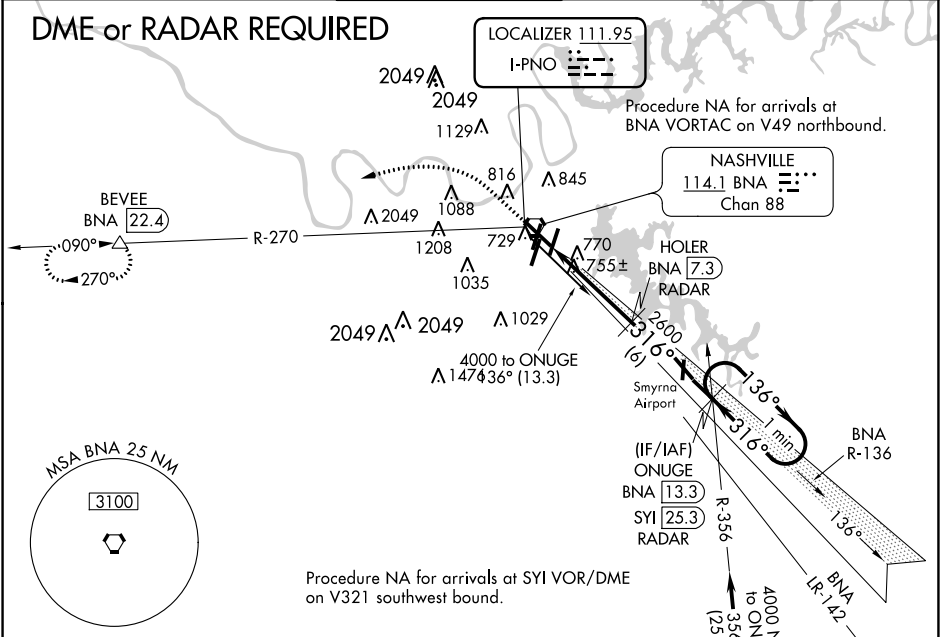 DME or RADAR REQUIRED
LOCALIZER 111.95
I-PNO
2049
2049
1129
Procedure NA for arrivals at
BNA VORTAC on V49 northbound.
NASHVILLE
114.1 BNA
Chan 88
816
845
1088
BEVEE
BNA 22.4
2049
090°
270°
R-270
1208
729
770
755±
1035
HOLER
BNA 7.3
RADAR
2049
2049
1029
2600
316°
(6)
4000 to ONUGE
136° (13.3)
1476
Smyrna
Airport
136°
1 min
316°
BNA
R-136
(IF/IAF)
ONUGE
BNA 13.3
SYI 25.3
RADAR
R-356
136°
MSA BNA 25 NM
3100
BNA
LR-142
Procedure NA for arrivals at SYI VOR/DME
on V321 southwest bound.
4000
to
(25